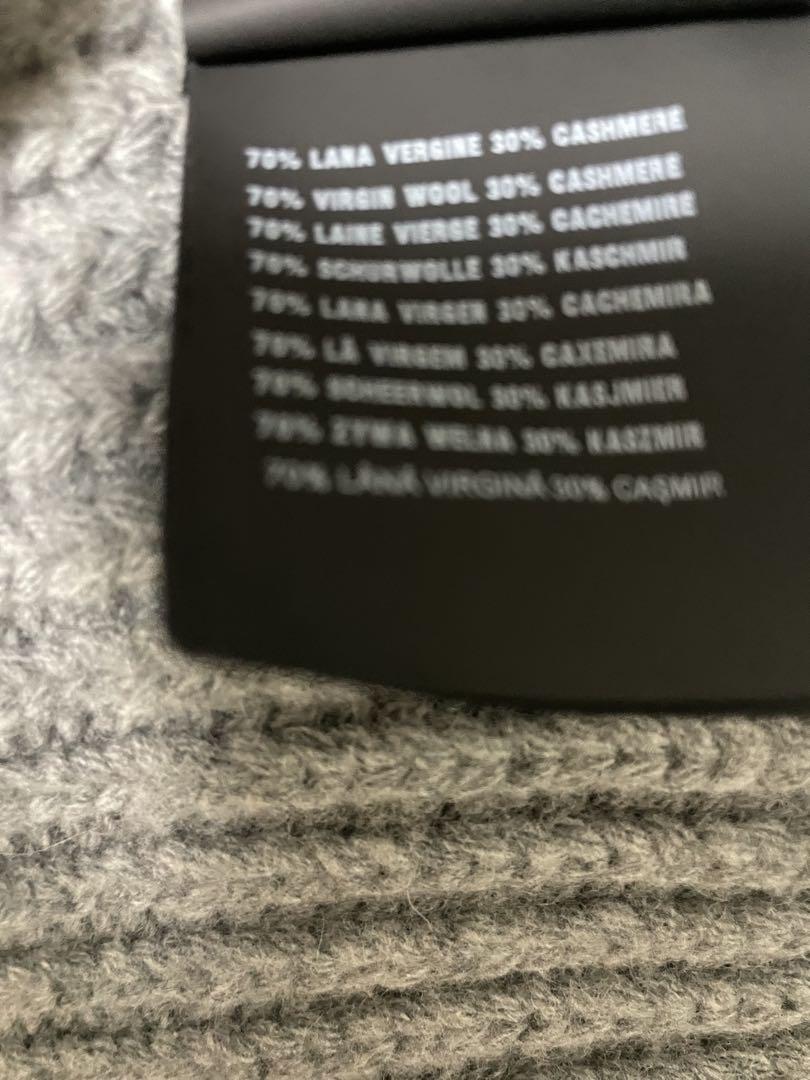 70% LANA VERGINE 30% CASHMERE
70% VIRGIN WOOL 30% CASHMERE
70% LAINE VIERGE 30% CACHEMIRE
70% SCHURWOLLE 30% KASCHMIR
70% LANA VIRGEN 30% CACHEMIRA
70% LÃ VIRGEM 30% CAXEMIRA
70% SCHEERWOL 30% KASJMIER
70% ZYWA WELNA 30% KASZMIR
70% LÂNĂ VIRGINĂ 30% CAŞMIR